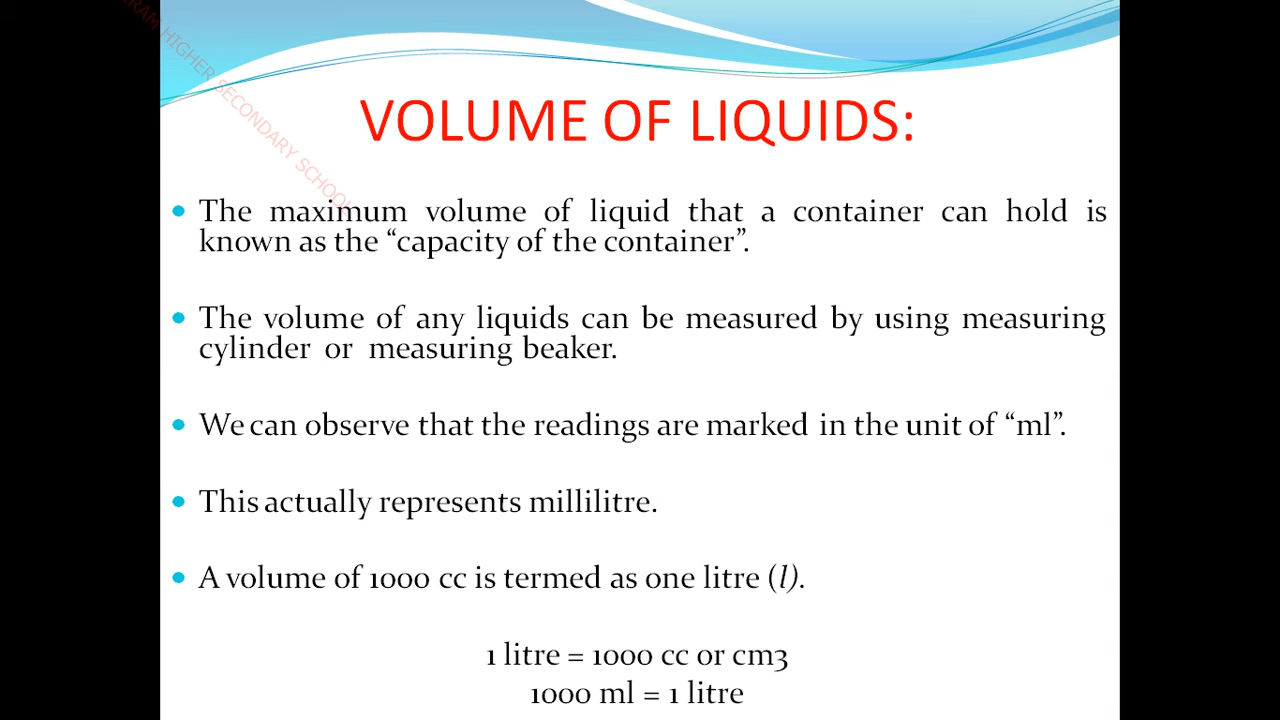 HIGHER SECONDARY SCHOOL
VOLUME OF LIQUIDS:
• The maximum volume of liquid that a container can hold is
known as the “capacity of the container”.
• The volume of any liquids can be measured by using measuring
cylinder or measuring beaker.
• We can observe that the readings are marked in the unit of “ml”.
• This actually represents millilitre.
• A volume of 1000 cc is termed as one litre (l).
1 litre = 1000 cc or cm3
1000 ml = 1 litre